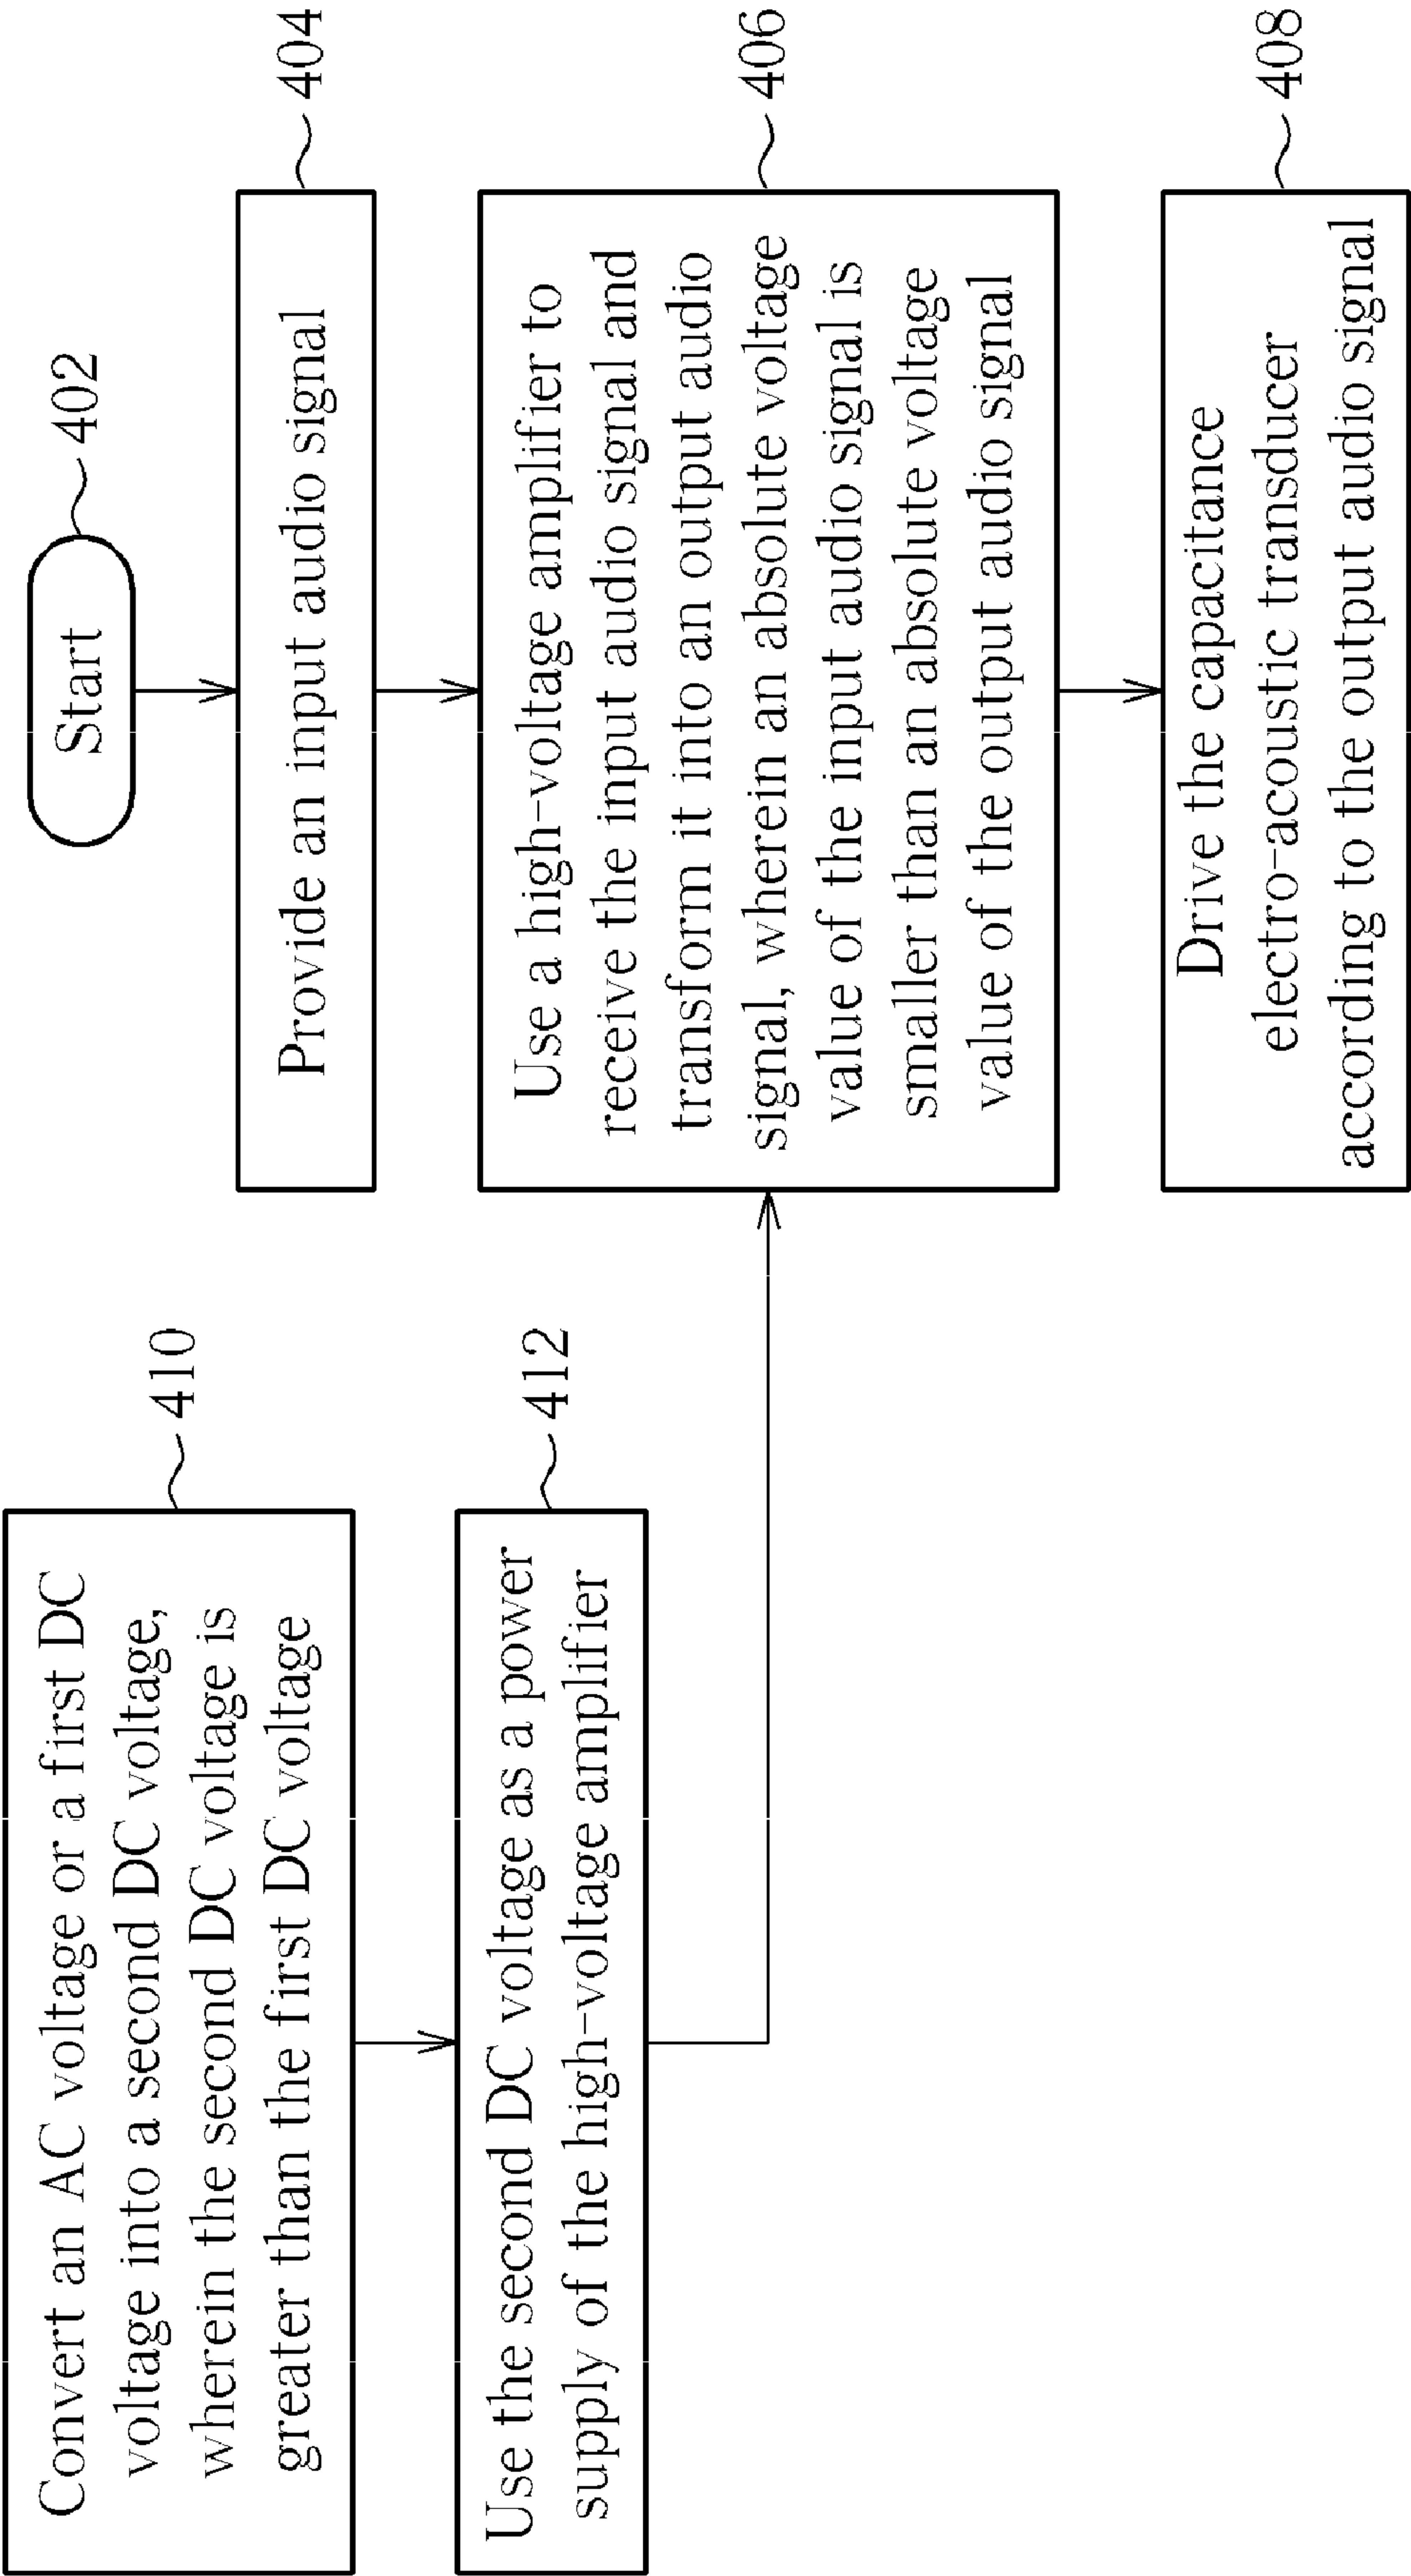 Start
402
Provide an input audio signal
404
Use a high-voltage amplifier to
receive the input audio signal and
transform it into an output audio
signal, wherein an absolute voltage
value of the input audio signal is
smaller than an absolute voltage
value of the output audio signal
406
Drive the capacitance
electro-acoustic transducer
according to the output audio signal
408
Convert an AC voltage or a first DC
voltage into a second DC voltage,
wherein the second DC voltage is
greater than the first DC voltage
410
Use the second DC voltage as a power
supply of the high-voltage amplifier
412